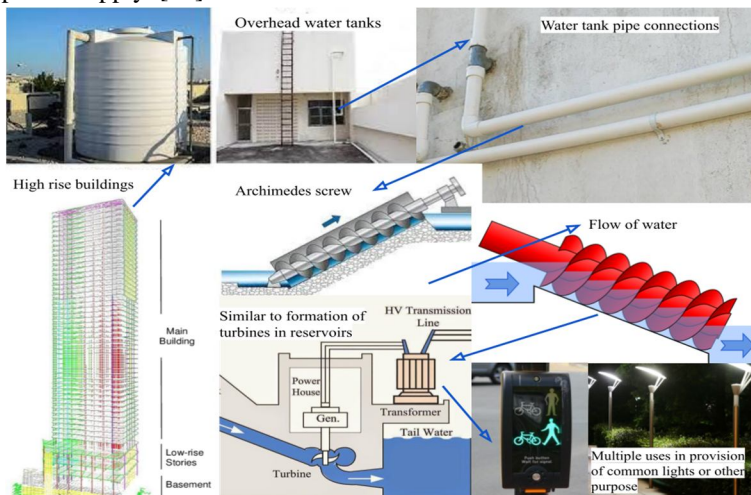 Overhead water tanks
Water tank pipe connections
High rise buildings
Archimedes screw
Flow of water
Main
Building
Low-rise
Stories
Basement
Similar to formation of
turbines in reservoirs
HV Transmission
Line
Power
House
Gen.
Transformer
Tail Water
Turbine
Multiple uses in provision
of common lights or other
purpose